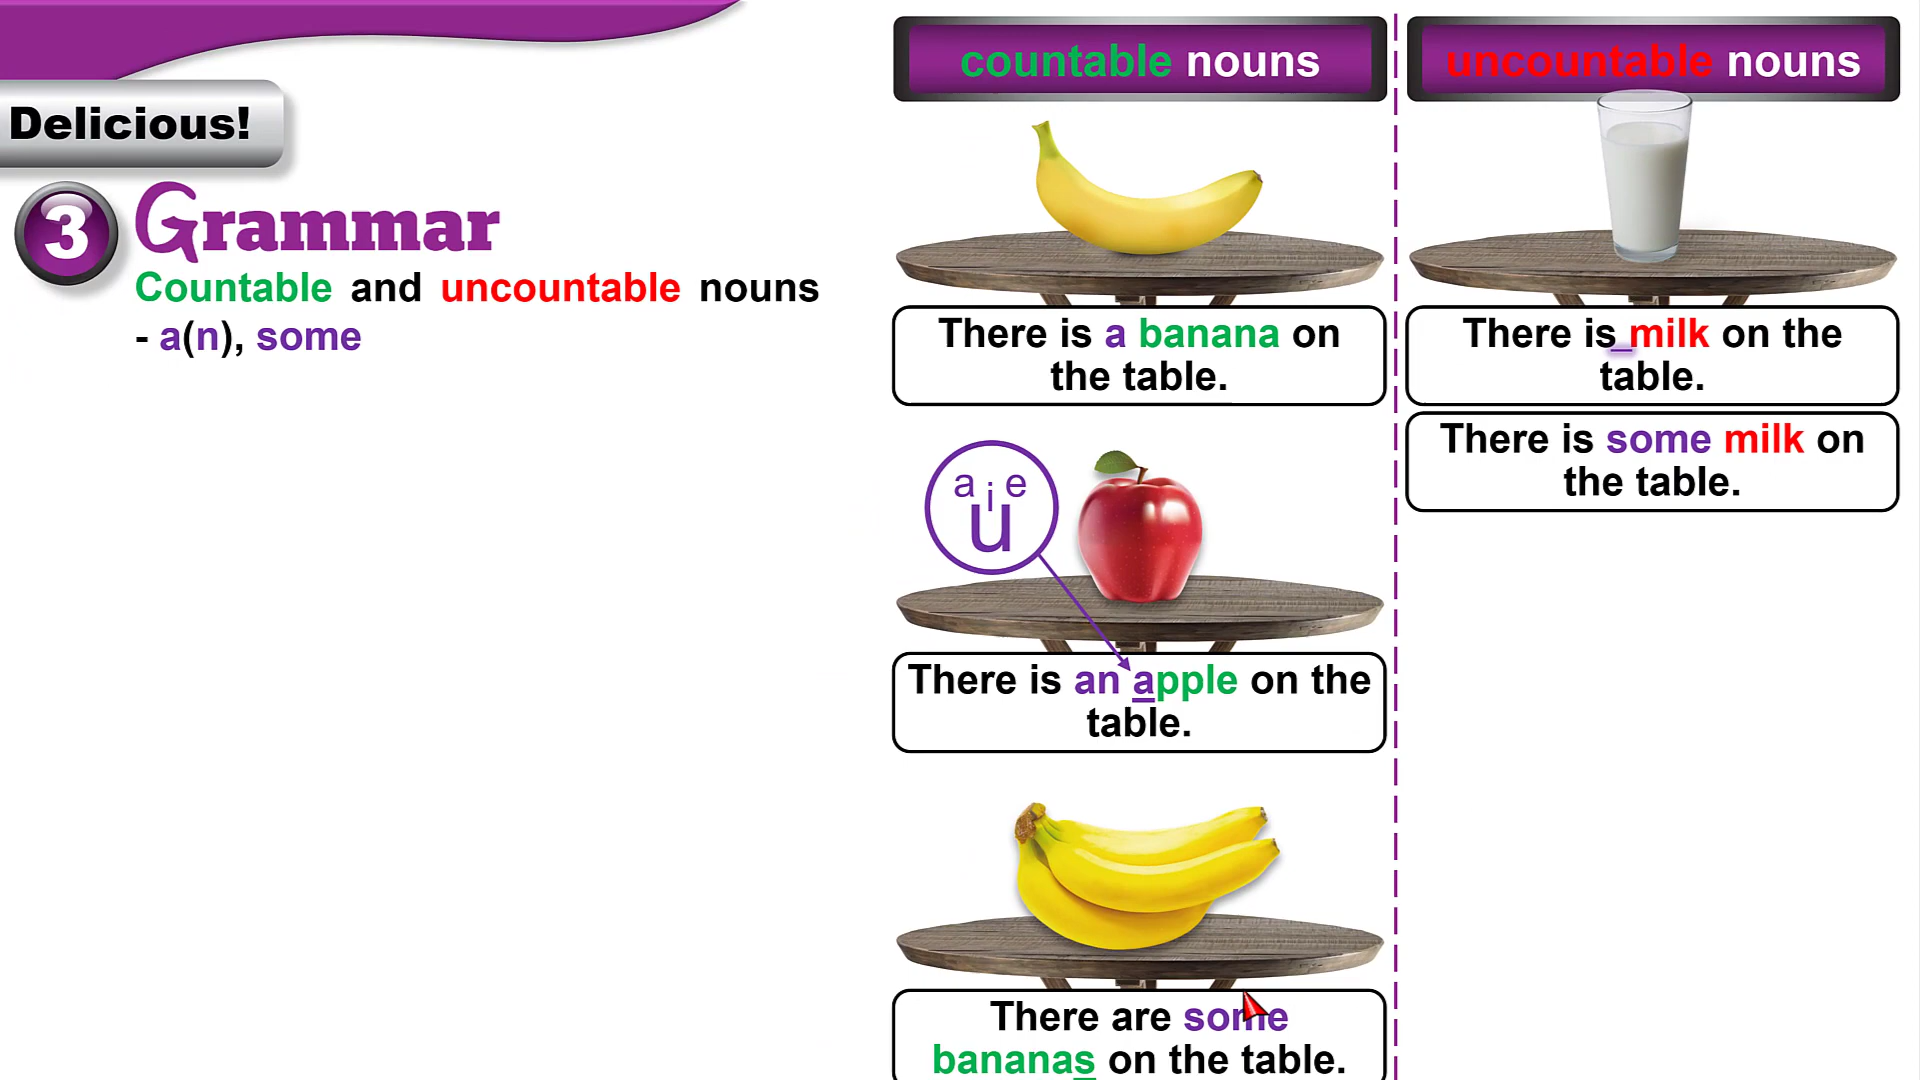 Delicious!
3 Grammar
Countable and uncountable nouns
- a(n), some
countable nouns
There is a banana on
the table.
a i e
u
There is an apple on the
table.
There are some
bananas on the table.
uncountable nouns
There is_milk on the
table.
There is some milk on
the table.